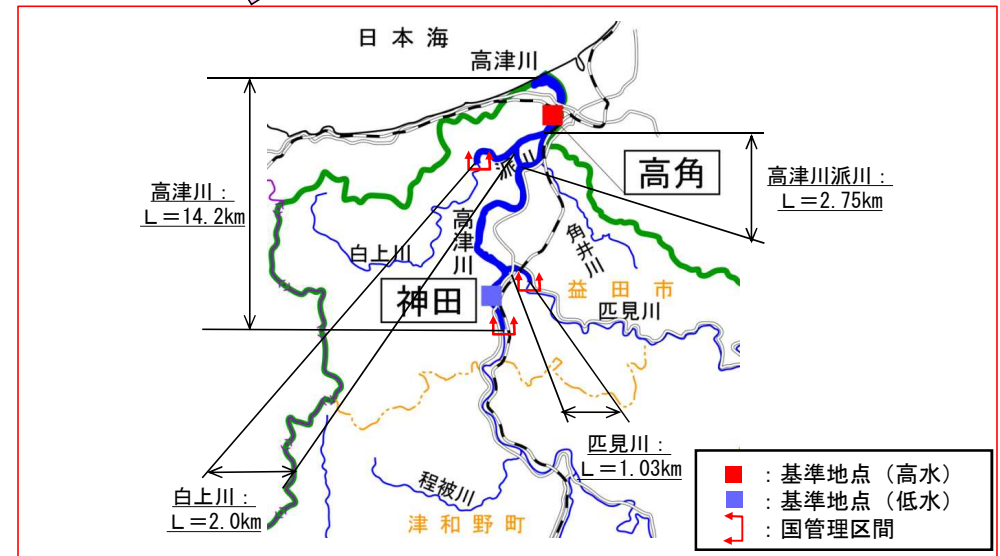 日本海
高津川
高津川：
L＝14.2km
派川
高角
高津川派川：
L＝2.75km
高津川
白上川
角井川
神田
益田市
匹見川
匹見川：
L＝1.03km
白上川：
L＝2.0km
程彼川
津和野町
：基準地点（高水）
：基準地点（低水）
：国管理区間